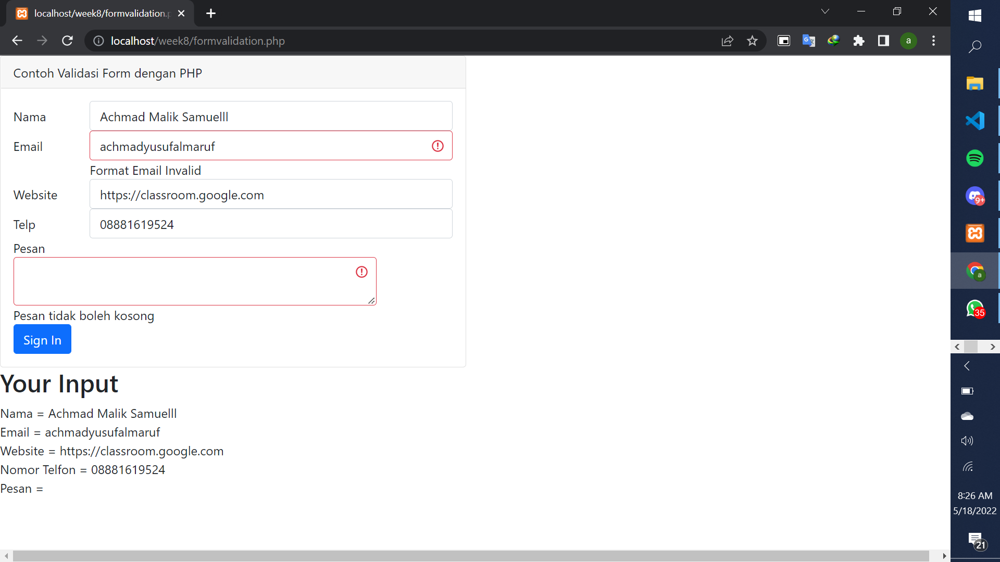 localhost/week8/formvalidation.p
localhost/week8/formvalidation.php
a
Contoh Validasi Form dengan PHP
Nama
Achmad Malik Samuelll
Email
achmadyusufalmaruf
Format Email Invalid
Website
https://classroom.google.com
Telp
08881619524
Pesan
Pesan tidak boleh kosong
Sign In
Your Input
Nama = Achmad Malik Samuelll
Email = achmadyusufalmaruf
Website = https://classroom.google.com
Nomor Telfon = 08881619524
Pesan =
9+
a
35
8:26 AM
5/18/2022
21